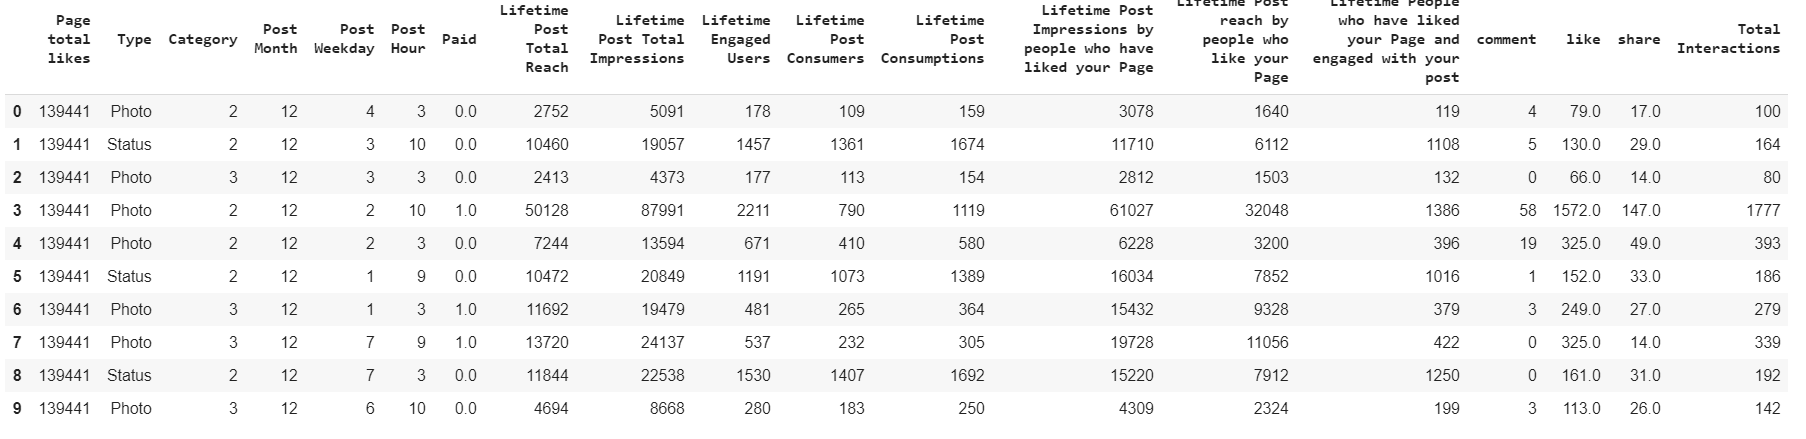 Page total likes Type Category Post Month Post Weekday Post Hour Paid Lifetime Post Total Reach Lifetime Post Total Impressions Lifetime Engaged Users Lifetime Post Consumers Lifetime Post Consumptions Lifetime Post Impressions by people who have liked your Page Lifetime Post reach by people who like your Page Lifetime People who have liked your Page and engaged with your post comment like share Total Interactions
0 139441 Photo 2 12 4 3 0.0 2752 5091 178 109 159 3078 1640 119 4 79.0 17.0 100
1 139441 Status 2 12 3 10 0.0 10460 19057 1457 1361 1674 11710 6112 1108 5 130.0 29.0 164
2 139441 Photo 3 12 3 3 0.0 2413 4373 177 113 154 2812 1503 132 0 66.0 14.0 80
3 139441 Photo 2 12 2 10 1.0 50128 87991 2211 790 1119 61027 32048 1386 58 1572.0 147.0 1777
4 139441 Photo 2 12 2 3 0.0 7244 13594 671 410 580 6228 3200 396 19 325.0 49.0 393
5 139441 Status 2 12 1 9 0.0 10472 20849 1191 1073 1389 16034 7852 1016 1 152.0 33.0 186
6 139441 Photo 3 12 1 3 1.0 11692 19479 481 265 364 15432 9328 379 3 249.0 27.0 279
7 139441 Photo 3 12 7 9 1.0 13720 24137 537 232 305 19728 11056 422 0 325.0 14.0 339
8 139441 Status 2 12 7 3 0.0 11844 22538 1530 1407 1692 15220 7912 1250 0 161.0 31.0 192
9 139441 Photo 3 12 6 10 0.0 4694 8668 280 183 250 4309 2324 199 3 113.0 26.0 142